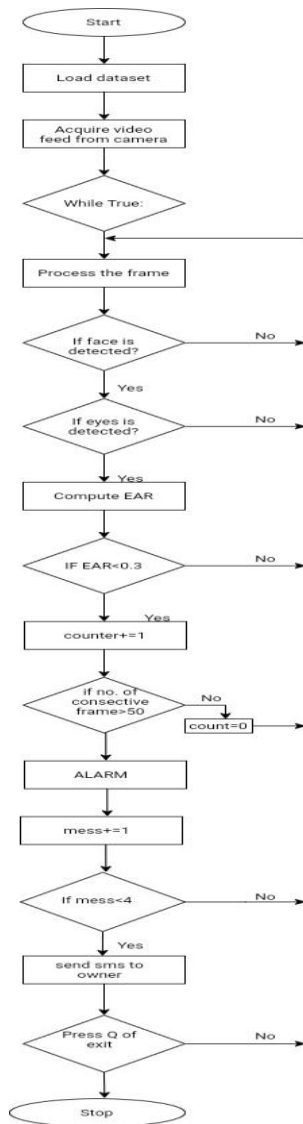 Start
Load dataset
Acquire video
feed from camera
While True:
Process the frame
If face is
detected?
No
Yes
If eyes is
detected?
No
Yes
Compute EAR
IF EAR<0.3
No
Yes
counter+=1
if no. of
consective
frame>50
No
count=0
ALARM
mess+=1
If mess<4
No
Yes
send sms to
owner
Press Q of
exit
No
Stop